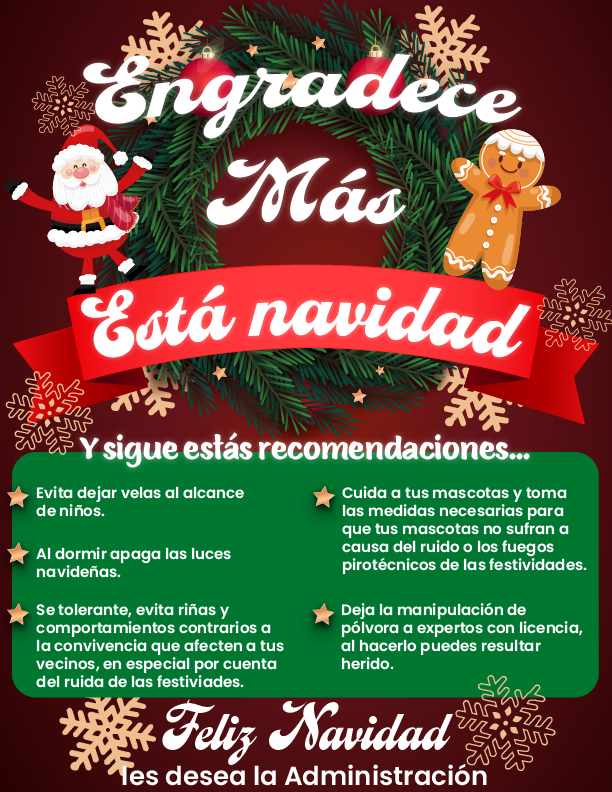 Engradece
Más
Está navidad
Y sigue estás recomendaciones...
Evita dejar velas al alcance
de niños.
Al dormir apaga las luces
navideñas.
Se tolerante, evita riñas y
comportamientos contrarios a
la convivencia que afecten a tus
vecinos, en especial por cuenta
del ruida de las festiviades.
Cuida a tus mascotas y toma
las medidas necesarias para
que tus mascotas no sufran a
causa del ruido o los fuegos
pirotécnicos de las festividades.
Deja la manipulación de
pólvora a expertos con licencia,
al hacerlo puedes resultar
herido.
Feliz Navidad
les desea la Administración